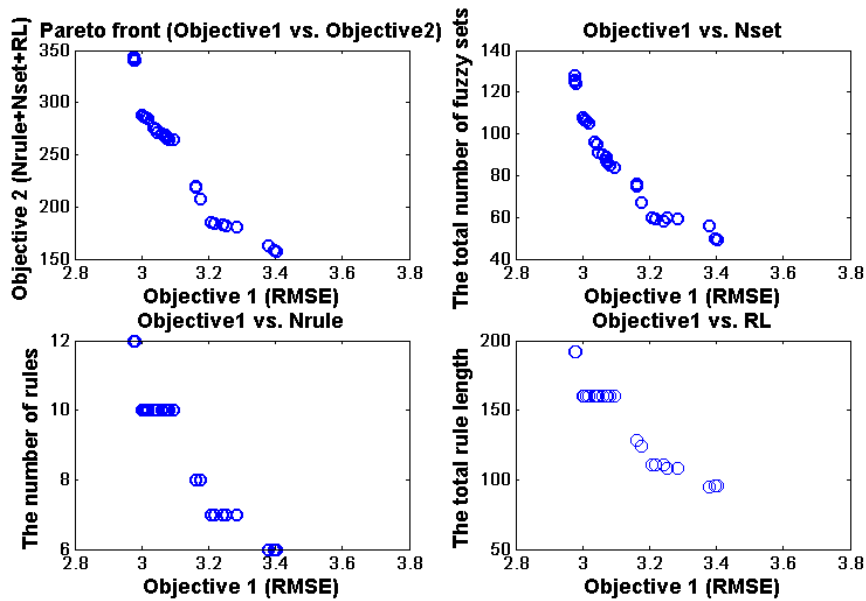 Pareto front (Objective1 vs. Objective2)
Objective 2 (Nrule+Nset+RL)
350
300
250
200
150
2.8 3 3.2 3.4 3.6 3.8
Objective 1 (RMSE)
Objective1 vs. Nset
The total number of fuzzy sets
140
120
100
80
60
40
2.8 3 3.2 3.4 3.6 3.8
Objective 1 (RMSE)
Objective1 vs. Nrule
The number of rules
12
10
8
6
2.8 3 3.2 3.4 3.6 3.8
Objective 1 (RMSE)
Objective1 vs. RL
The total rule length
200
150
100
50
2.8 3 3.2 3.4 3.6 3.8
Objective 1 (RMSE)